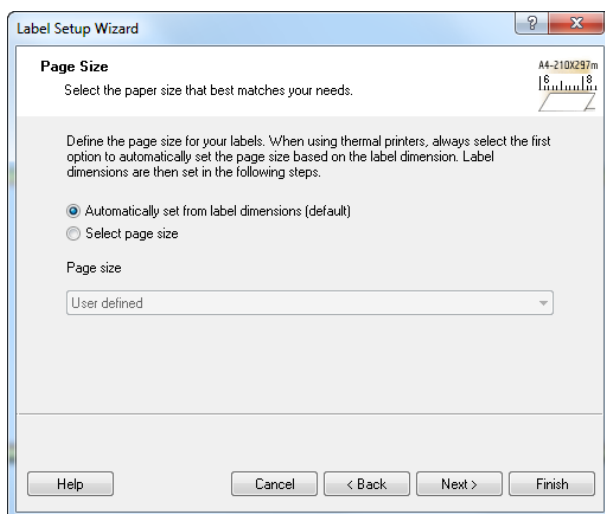 Label Setup Wizard
Page Size
Select the paper size that best matches your needs.
A4-210X297m
6 8
Define the page size for your labels. When using thermal printers, always select the first
option to automatically set the page size based on the label dimension. Label
dimensions are then set in the following steps.
Automatically set from label dimensions (default)
Select page size
Page size
User defined
Help Cancel < Back Next > Finish